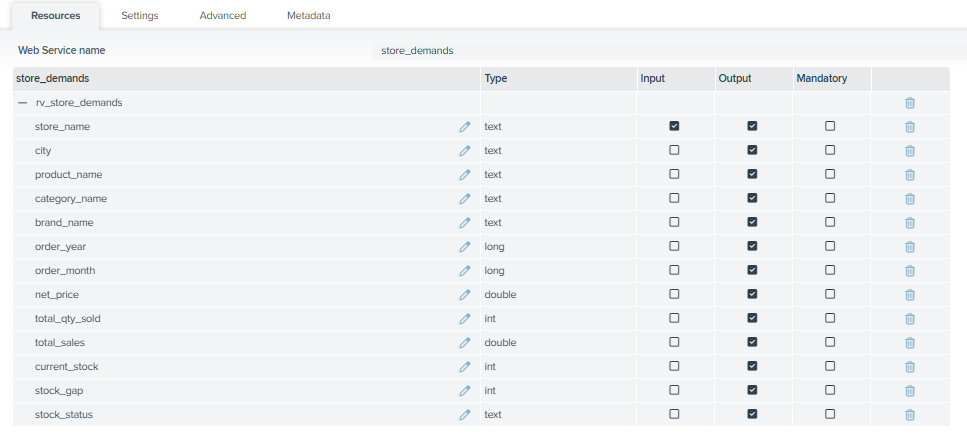 Resources Settings Advanced Metadata
Web Service name store_demands
store_demands Type Input Output Mandatory
rv_store_demands
store_name text
city text
product_name text
category_name text
brand_name text
order_year long
order_month long
net_price double
total_qty_sold int
total_sales double
current_stock int
stock_gap int
stock_status text